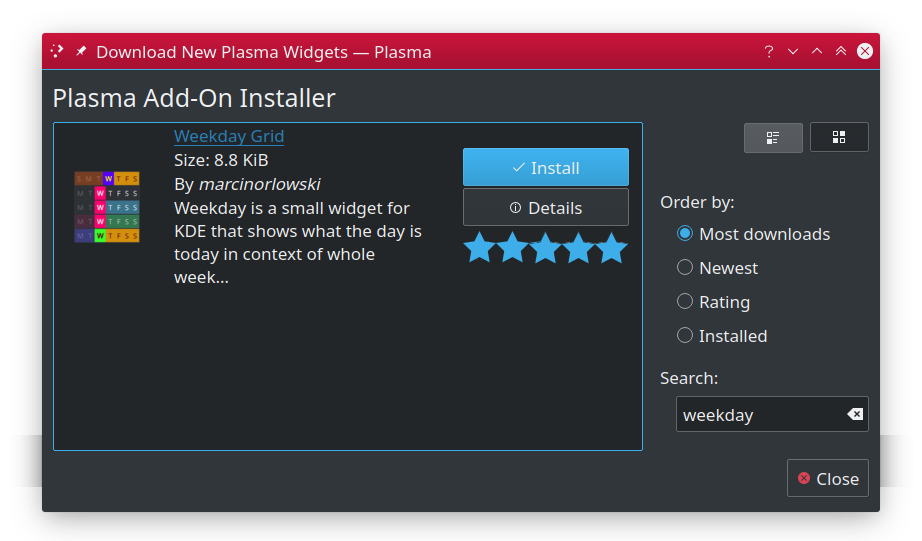 Download New Plasma Widgets — Plasma
Plasma Add-On Installer
Weekday Grid
Size: 8.8 KiB
By marcinorlowski
Weekday is a small widget for
KDE that shows what the day is
today in context of whole
week...
Install
Details
S M T W T F S
M T W T F S S
M T W T F S S
M T W T F S S
M T W T F S S
Order by:
Most downloads
Newest
Rating
Installed
Search:
weekday
Close